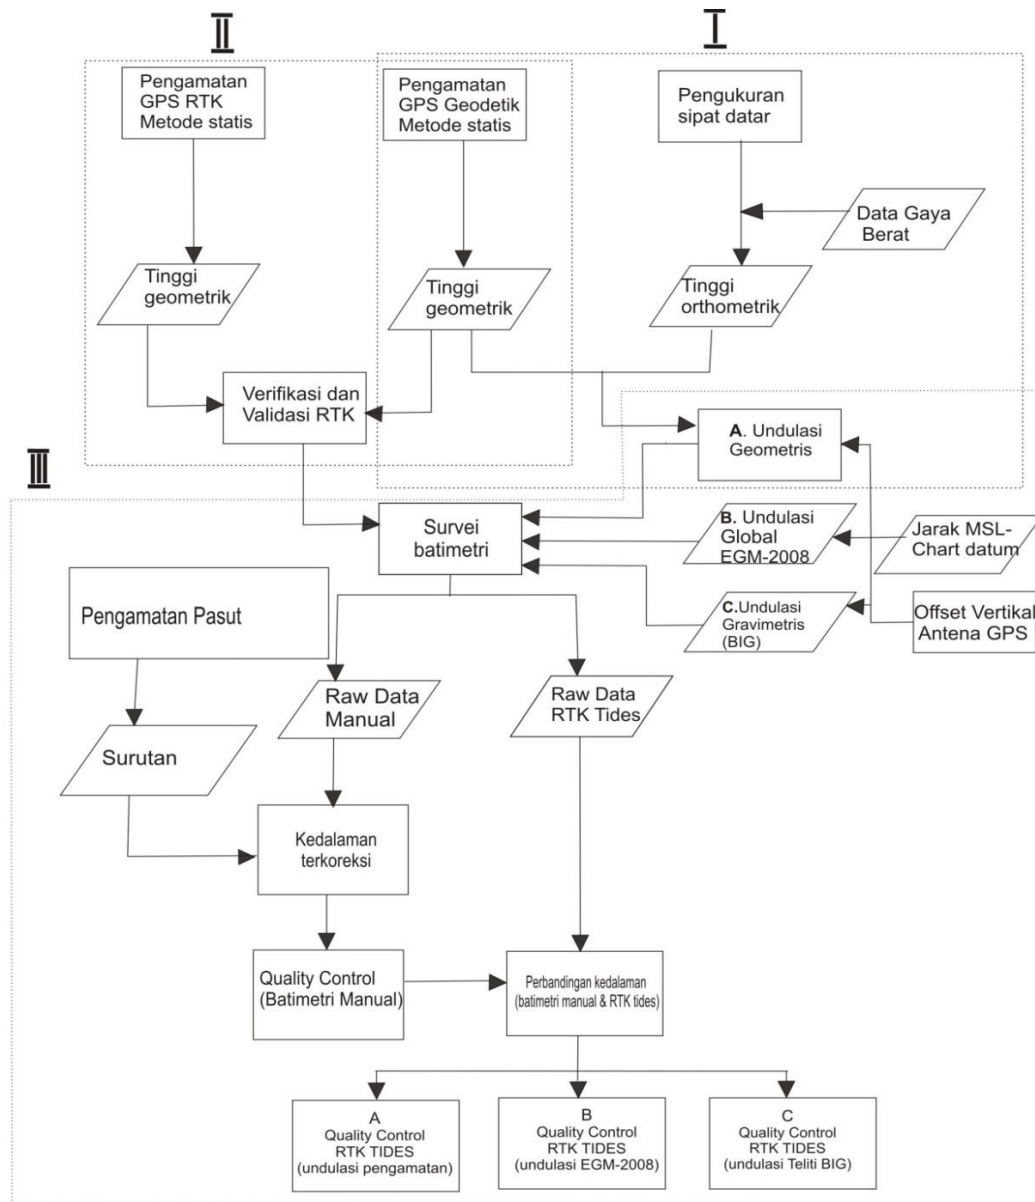 II
I
Pengamatan
GPS RTK
Metode statis
Pengamatan
GPS Geodetik
Metode statis
Pengukuran
sipat datar
Data Gaya
Berat
Tinggi
geometrik
Tinggi
geometrik
Tinggi
orthometrik
Verifikasi dan
Validasi RTK
A. Undulasi
Geometris
III
Survei
batimetri
B. Undulasi
Global
EGM-2008
Jarak MSL-
Chart datum
C.Undulasi
Gravimetris
(BIG)
Offset Vertikal
Antena GPS
Pengamatan Pasut
Raw Data
Manual
Raw Data
RTK Tides
Surutan
Kedalaman
terkoreksi
Quality Control
(Batimetri Manual)
Perbandingan kedalaman
(batimetri manual & RTK tides)
A
Quality Control
RTK TIDES
(undulasi pengamatan)
B
Quality Control
RTK TIDES
(undulasi EGM-2008)
C
Quality Control
RTK TIDES
(undulasi Teliti BIG)